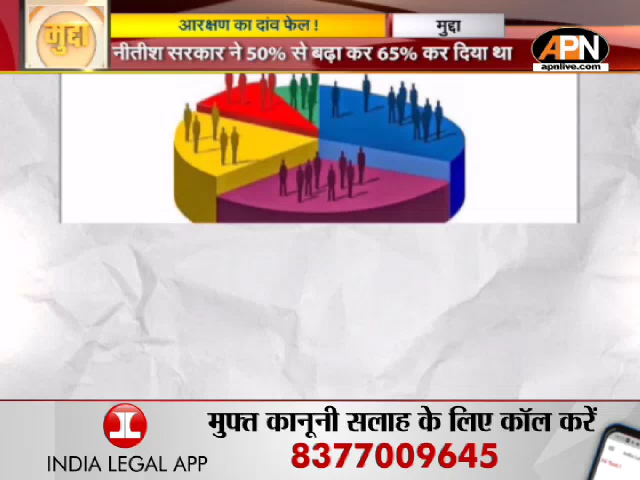 मुद्दा
आरक्षण का दांव फेल !
मुद्दा
नीतीश सरकार ने 50% से बढ़ा कर 65% कर दिया था
APN
apnlive.com
मुफ्त कानूनी सलाह के लिए कॉल करें
INDIA LEGAL APP
8377009645